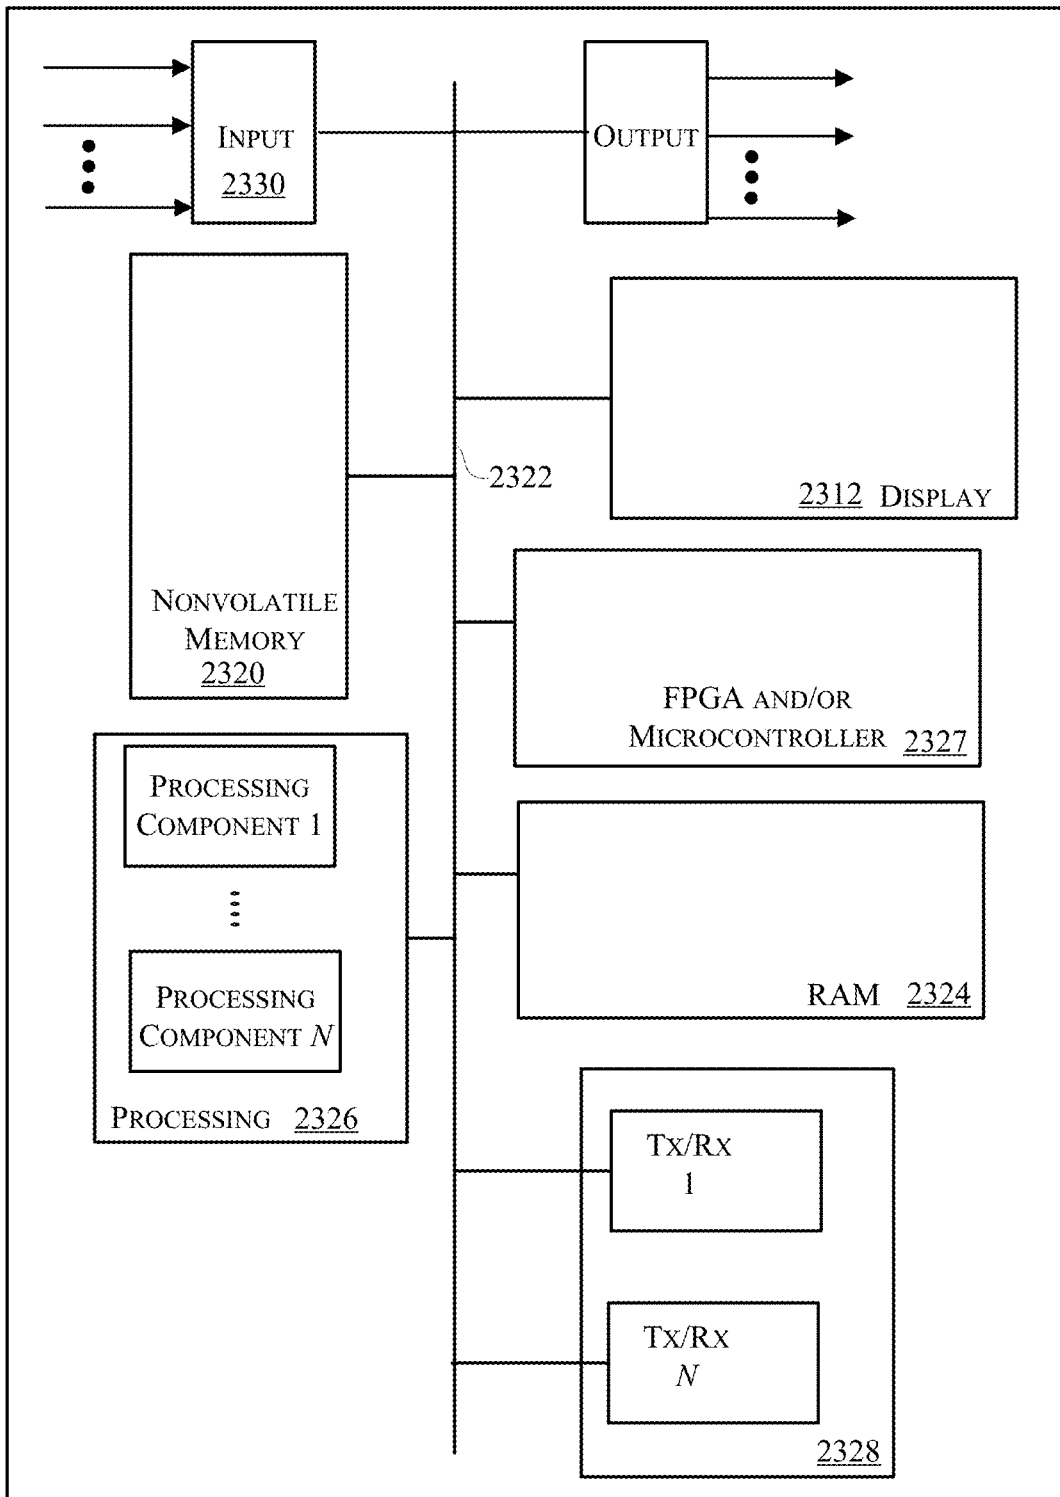 INPUT
2330
OUTPUT
2312 DISPLAY
2322
NONVOLATILE
MEMORY
2320
FPGA AND/OR
MICROCONTROLLER 2327
PROCESSING
COMPONENT 1
PROCESSING
COMPONENT N
PROCESSING 2326
RAM 2324
TX/RX
1
TX/RX
N
2328